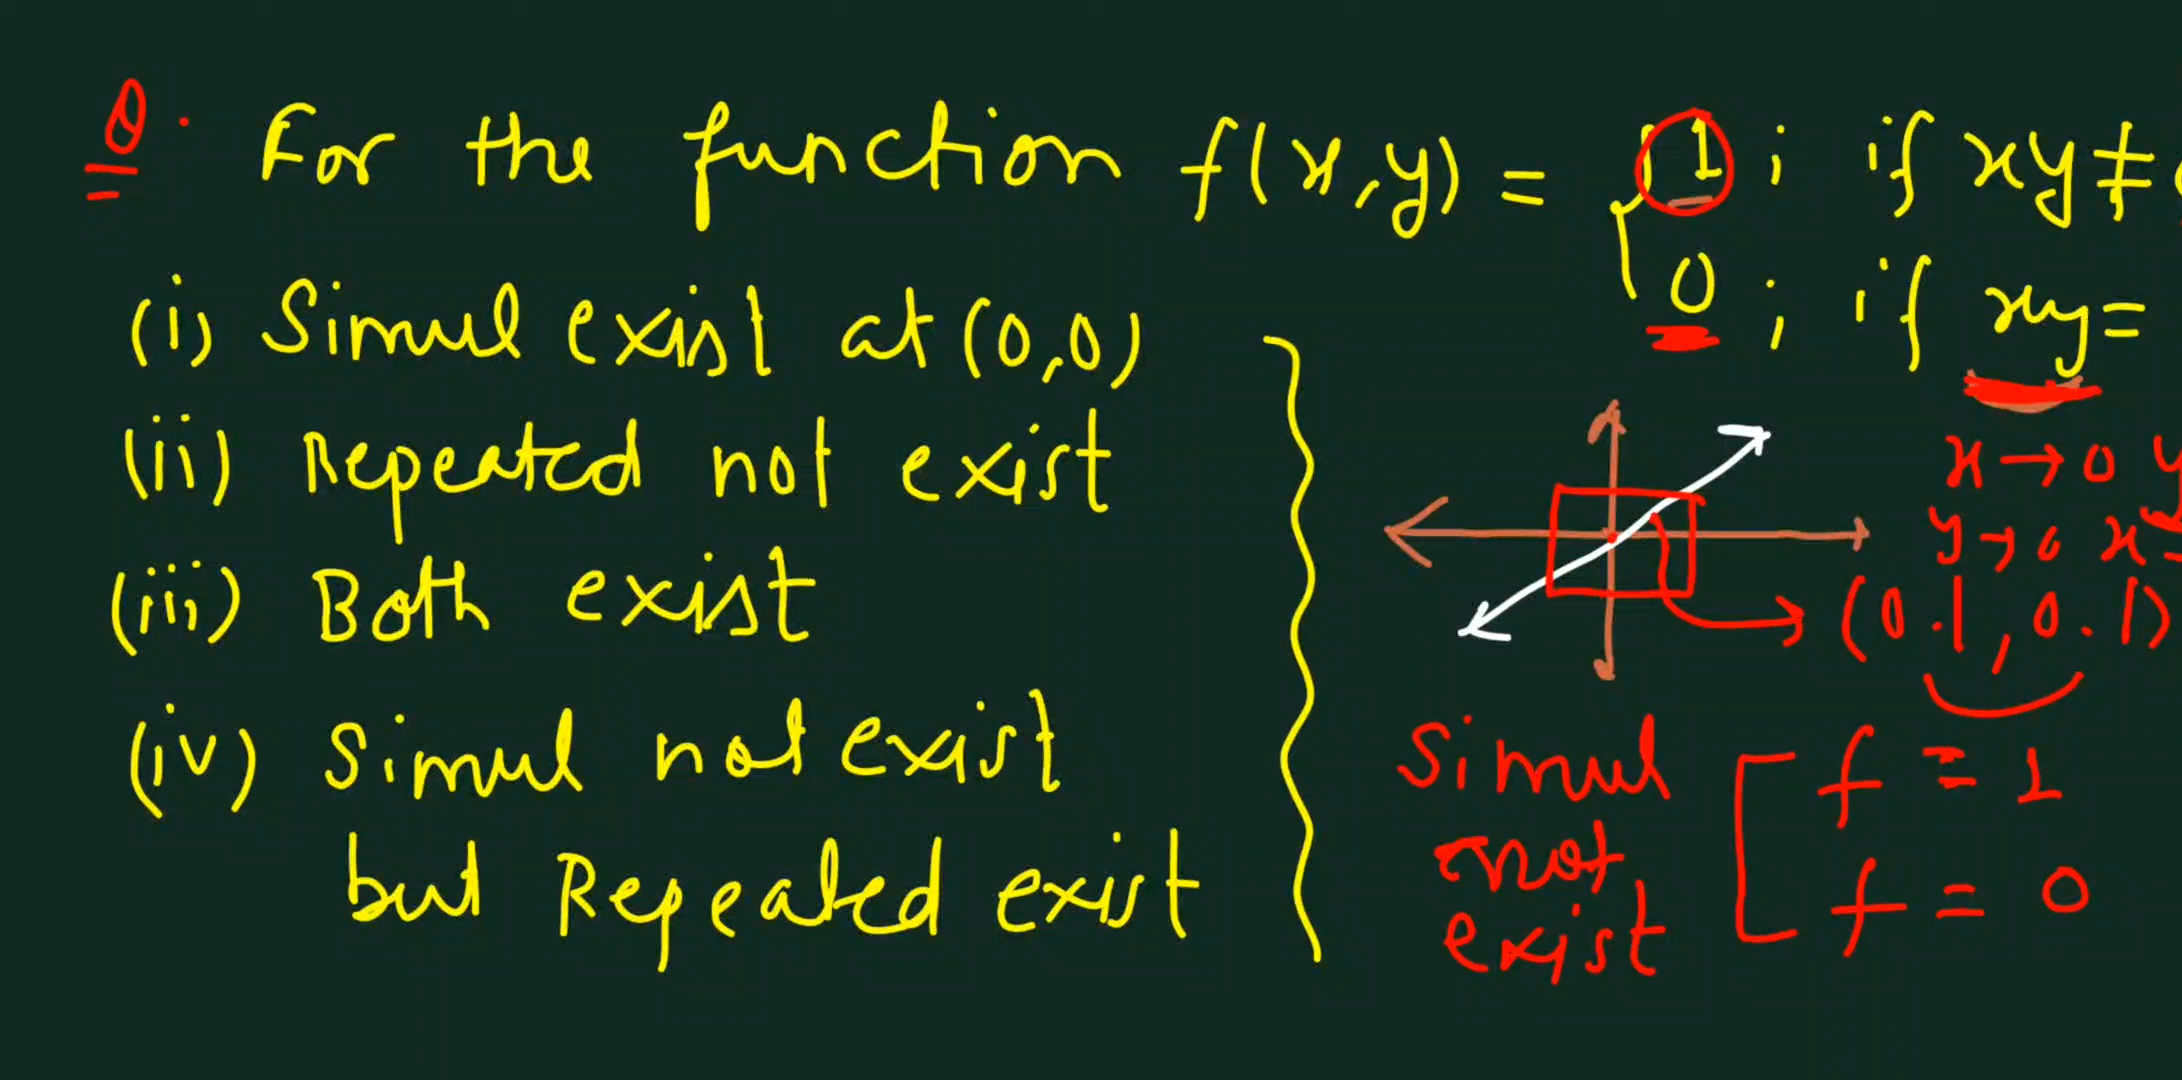 Q. For the function f(x,y) = { 1 ; if xy ≠
0 ; if xy =
(i) Simul exist at (0,0)
(ii) Repeated not exist
(iii) Both exist
(iv) Simul not exist
but Repeated exist
x → 0 y
y → 0 x =
(0.1, 0.1)
Simul not exist
f = 1
f = 0